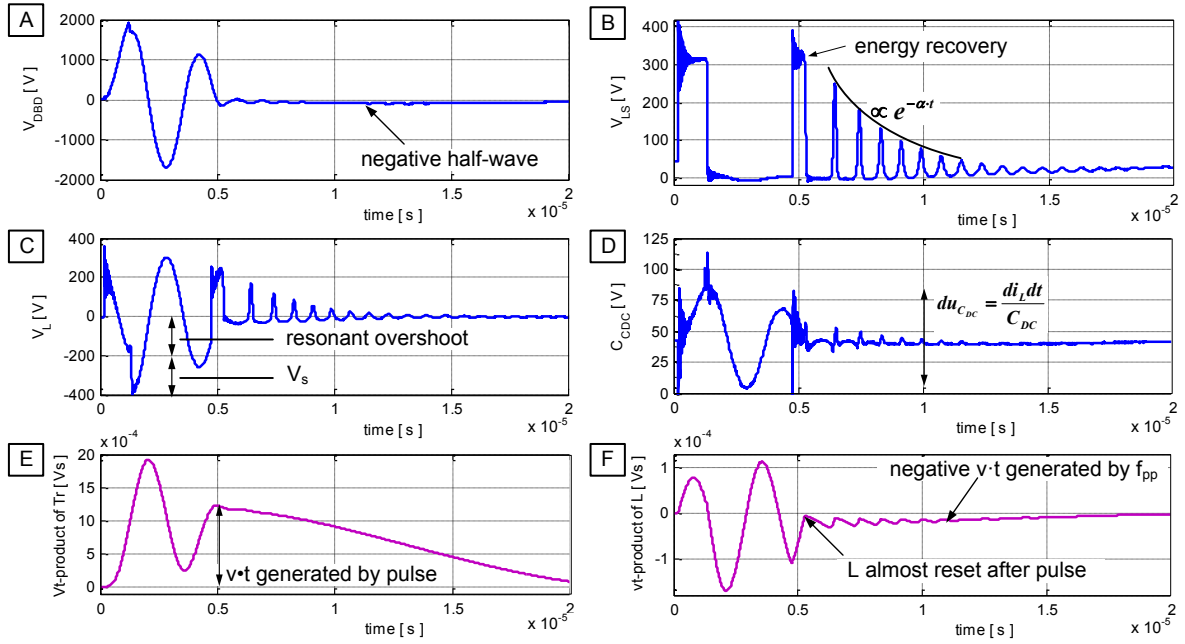 A
2000
1000
0
-1000
-2000
V_DBD [ V]
negative half-wave
0
0.5
1
1.5
2
time [ s ]
x 10^-5
B
400
300
200
100
0
V_LS [ V]
energy recovery
∝ e^-α·t
0
0.5
1
1.5
2
time [ s ]
x 10^-5
C
400
200
0
-200
-400
V_L [ V]
resonant overshoot
V_s
0
0.5
1
1.5
2
time [ s ]
x 10^-5
D
125
100
75
50
25
0
C_CDC [ V]
du_C_DC = di_L dt / C_DC
0
0.5
1
1.5
2
time [ s ]
x 10^-5
E
x 10^-4
20
15
10
5
0
Vt-product of Tr [ Vs]
v•t generated by pulse
0
0.5
1
1.5
2
time [ s ]
x 10^-5
F
x 10^-4
1
0
-1
vt-product of L [ Vs]
negative v·t generated by f_pp
L almost reset after pulse
0
0.5
1
1.5
2
time [ s ]
x 10^-5